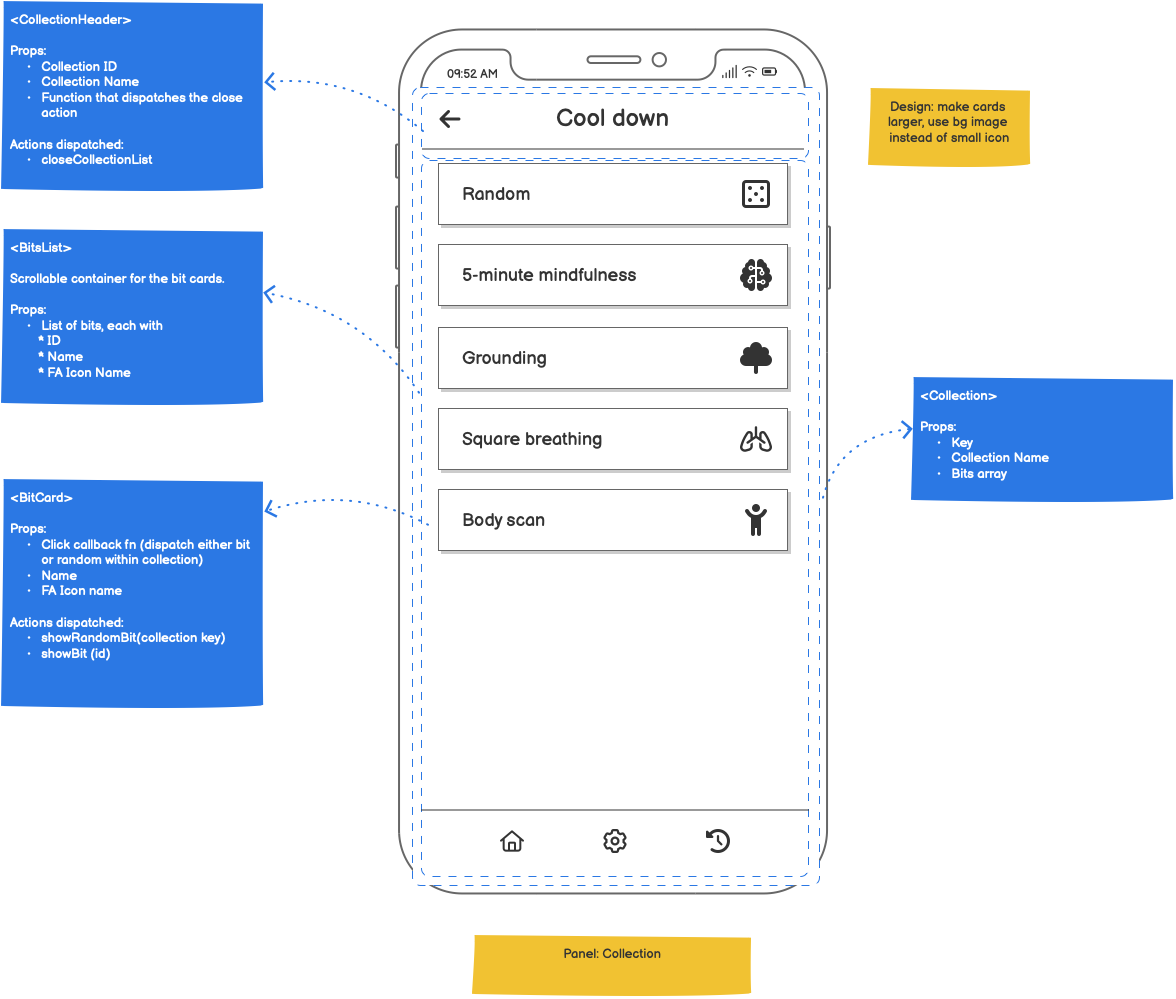 <CollectionHeader>
Props:
· Collection ID
· Collection Name
· Function that dispatches the close
action
Actions dispatched:
· closeCollectionList
<BitsList>
Scrollable container for the bit cards.
Props:
· List of bits, each with
* ID
* Name
* FA Icon Name
<BitCard>
Props:
· Click callback fn (dispatch either bit
or random within collection)
· Name
· FA Icon name
Actions dispatched:
· showRandomBit(collection key)
· showBit (id)
09:52 AM
Cool down
Random
5-minute mindfulness
Grounding
Square breathing
Body scan
Design: make cards
larger, use bg image
instead of small icon
<Collection>
Props:
· Key
· Collection Name
· Bits array
Panel: Collection